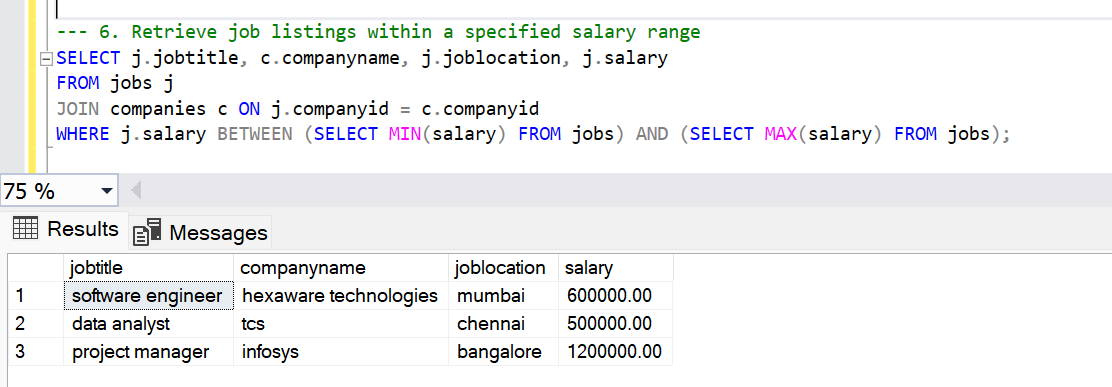 --- 6. Retrieve job listings within a specified salary range
SELECT j.jobtitle, c.companyname, j.joblocation, j.salary
FROM jobs j
JOIN companies c ON j.companyid = c.companyid
WHERE j.salary BETWEEN (SELECT MIN(salary) FROM jobs) AND (SELECT MAX(salary) FROM jobs);
75 %
Results Messages
jobtitle companyname joblocation salary
1 software engineer hexaware technologies mumbai 600000.00
2 data analyst tcs chennai 500000.00
3 project manager infosys bangalore 1200000.00